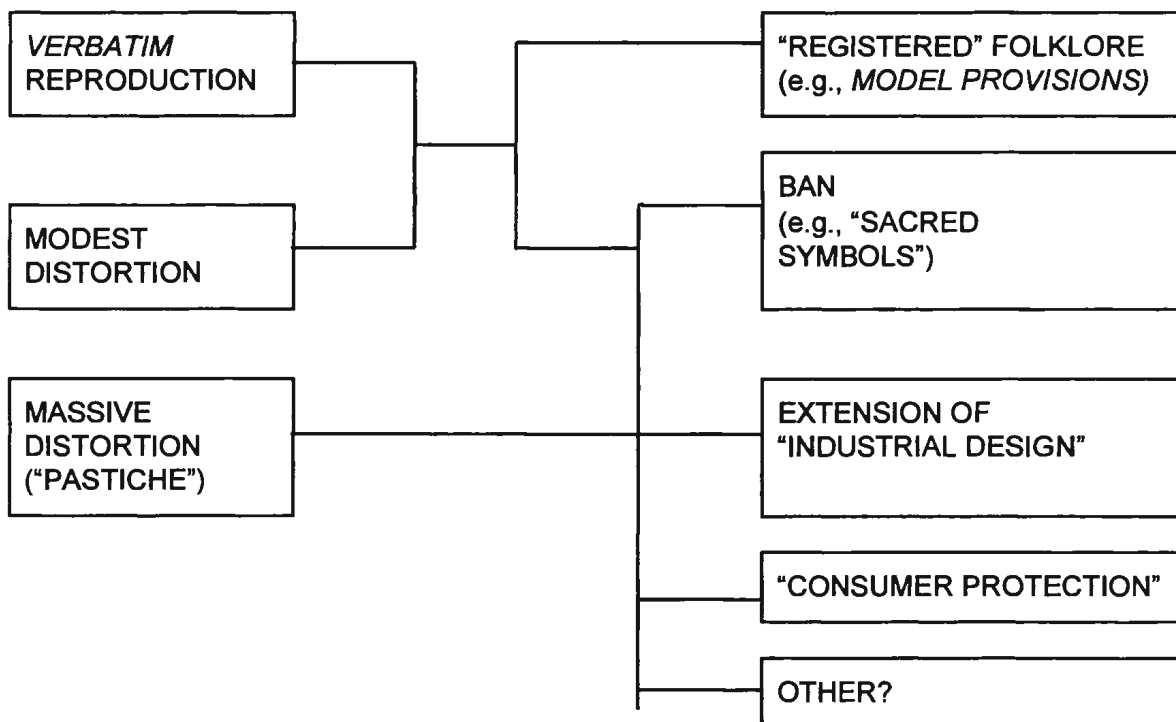 VERBATIM
REPRODUCTION
MODEST
DISTORTION
MASSIVE
DISTORTION
(“PASTICHE”)
“REGISTERED” FOLKLORE
(e.g., MODEL PROVISIONS)
BAN
(e.g., “SACRED
SYMBOLS”)
EXTENSION OF
“INDUSTRIAL DESIGN”
“CONSUMER PROTECTION”
OTHER?